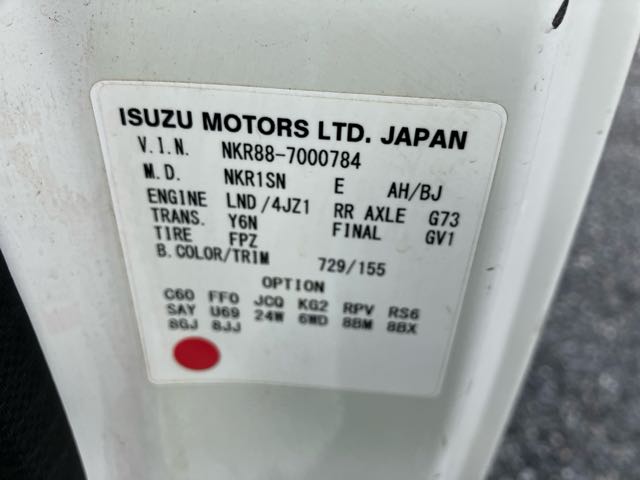 ISUZU MOTORS LTD. JAPAN
V.I.N. NKR88-7000784
M.D. NKR1SN E AH/BJ
ENGINE LND/4JZ1 RR AXLE G73
TRANS. Y6N FINAL GV1
TIRE FPZ
B.COLOR/TRIM 729/155
OPTION
C60 FF0 JCQ KG2 RPV RS6
SAY U69 24W 6WD 8BM 8BX
8GJ 8JJ